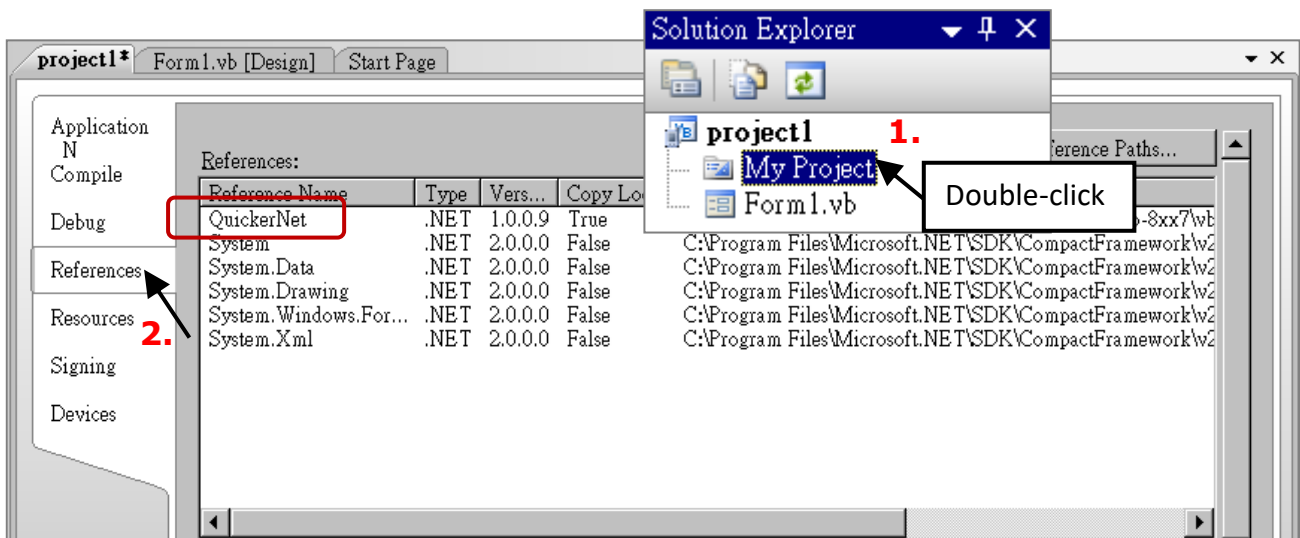 Solution Explorer
project1* Form1.vb [Design] Start Page
project1
1.
My Project
Form1.vb
Double-click
Application
N
Compile
Debug
References
Resources
2.
Signing
Devices
References:
erence Paths...
Reference Name Type Vers... Copy Lo
QuickerNet .NET 1.0.0.9 True -8xx7\vb
System .NET 2.0.0.0 False C:\Program Files\Microsoft.NET\SDK\CompactFramework\v2
System.Data .NET 2.0.0.0 False C:\Program Files\Microsoft.NET\SDK\CompactFramework\v2
System.Drawing .NET 2.0.0.0 False C:\Program Files\Microsoft.NET\SDK\CompactFramework\v2
System.Windows.For... .NET 2.0.0.0 False C:\Program Files\Microsoft.NET\SDK\CompactFramework\v2
System.Xml .NET 2.0.0.0 False C:\Program Files\Microsoft.NET\SDK\CompactFramework\v2